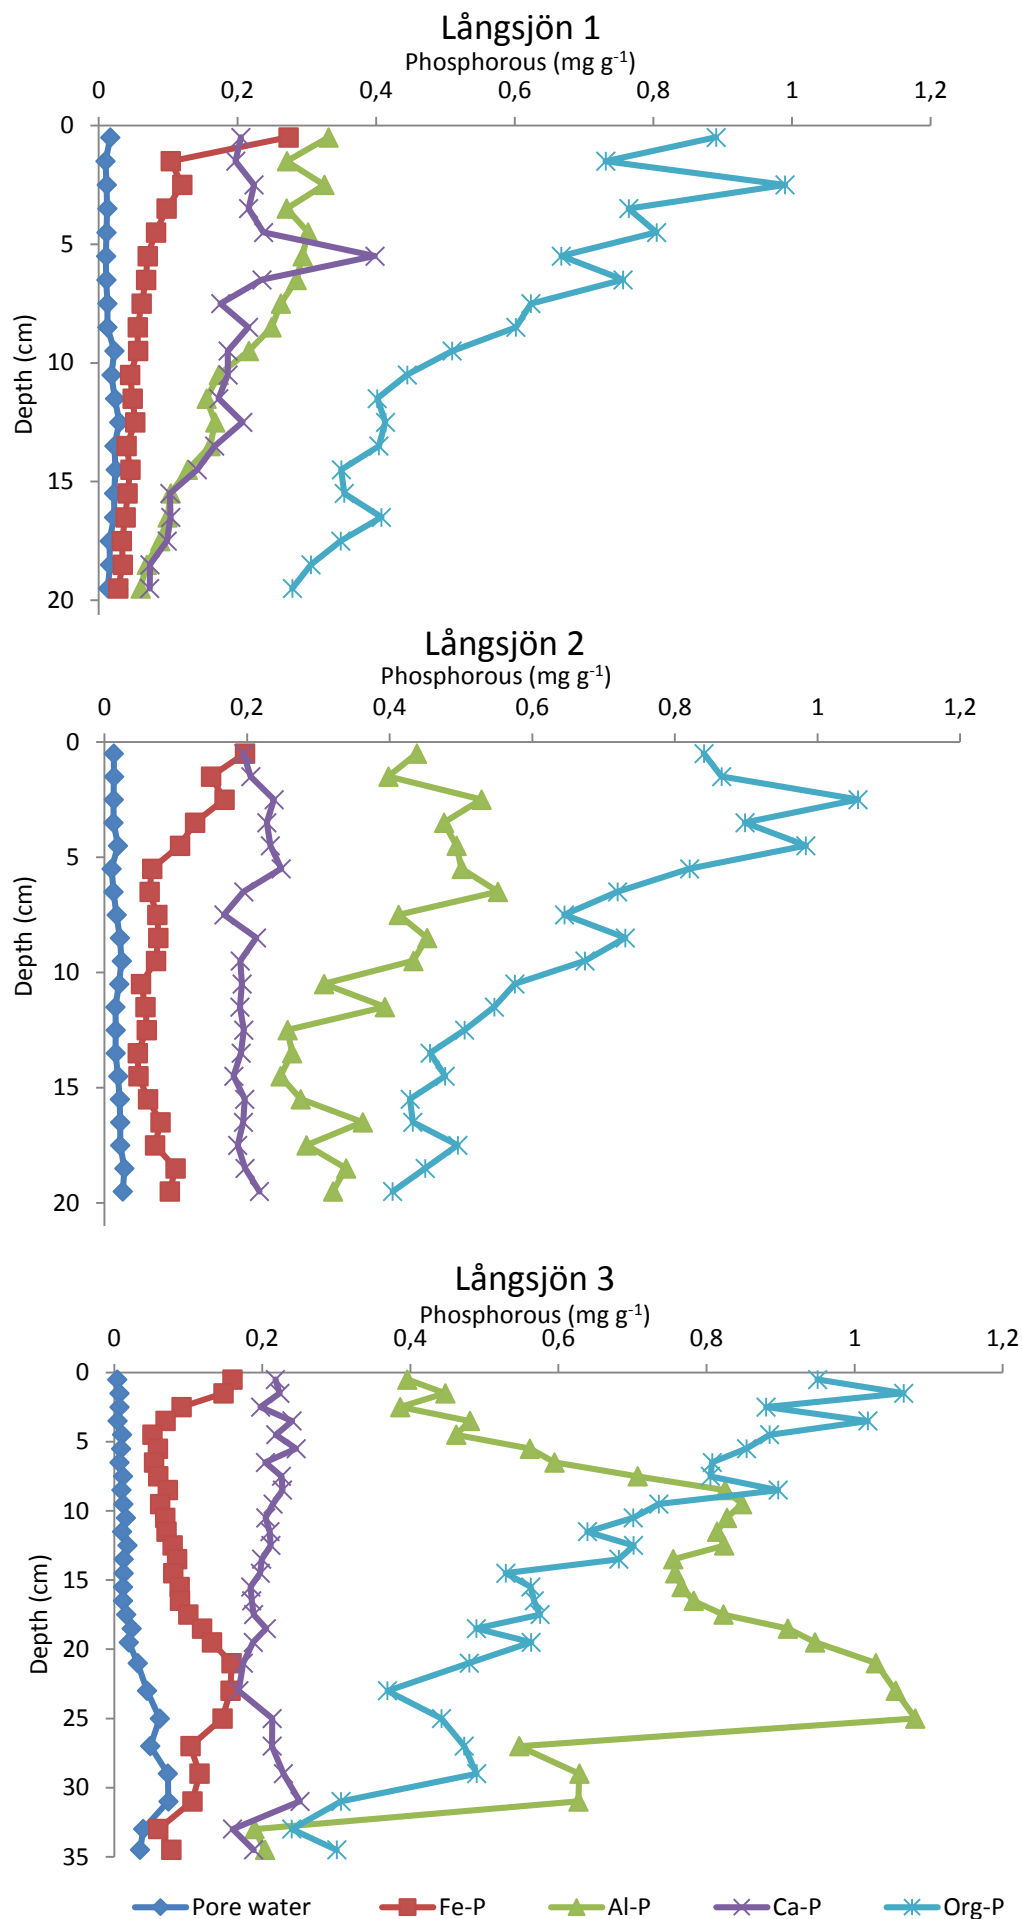 Långsjön 1
Phosphorous (mg g-1)
0 0,2 0,4 0,6 0,8 1 1,2
0
5
10
15
20
Depth (cm)
Långsjön 2
Phosphorous (mg g-1)
0 0,2 0,4 0,6 0,8 1 1,2
0
5
10
15
20
Depth (cm)
Långsjön 3
Phosphorous (mg g-1)
0 0,2 0,4 0,6 0,8 1 1,2
0
5
10
15
20
25
30
35
Depth (cm)
Pore water Fe-P Al-P Ca-P Org-P